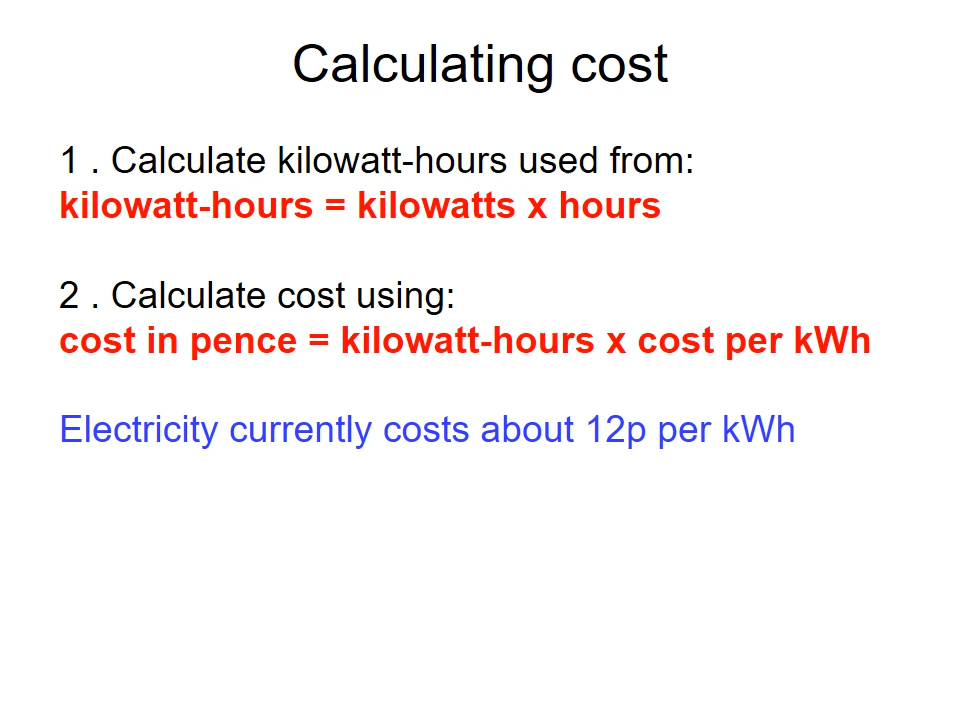 Calculating cost
1 . Calculate kilowatt-hours used from:
kilowatt-hours = kilowatts x hours
2 . Calculate cost using:
cost in pence = kilowatt-hours x cost per kWh
Electricity currently costs about 12p per kWh